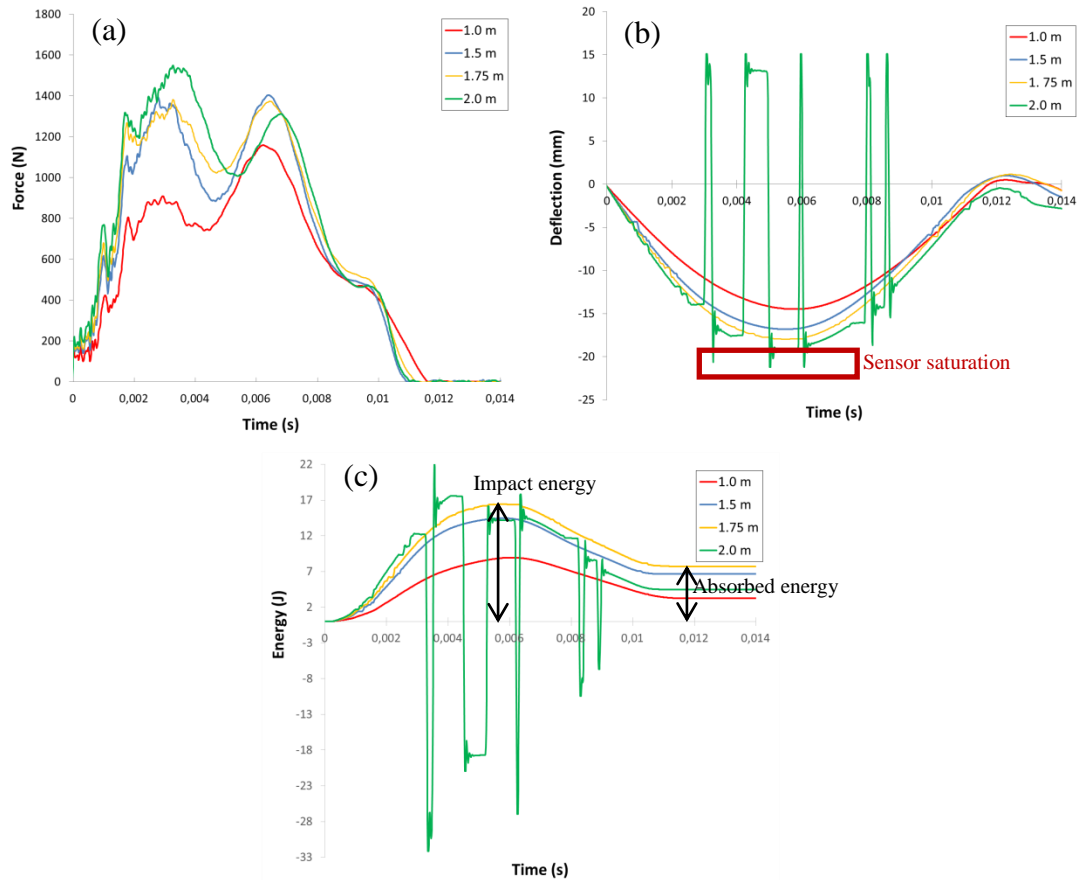 (a)
1800
1600
1400
1200
1000
800
600
400
200
0
Force (N)
0
0,002
0,004
0,006
0,008
0,01
0,012
0,014
Time (s)
1.0 m
1.5 m
1.75 m
2.0 m
(b)
20
15
10
5
0
-5
-10
-15
-20
-25
Deflection (mm)
0
0,002
0,004
0,006
0,008
0,01
0,012
0,014
Time (s)
1.0 m
1.5 m
1. 75 m
2.0 m
Sensor saturation
(c)
22
17
12
7
2
-3
-8
-13
-18
-23
-28
-33
Energy (J)
0
0,002
0,004
0,006
0,008
0,01
0,012
0,014
Time (s)
Impact energy
1.0 m
1.5 m
1.75 m
2.0 m
Absorbed energy